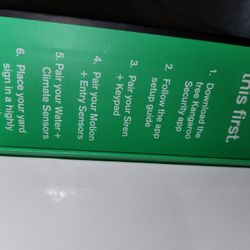 this first.
1. Download the
free Kangaroo
Security app
2. Follow the app
setup guide
3. Pair your Siren
+ Keypad
4. Pair your Motion
+ Entry Sensors
5. Pair your Water +
Climate Sensors
6. Place your yard
sign in a highly